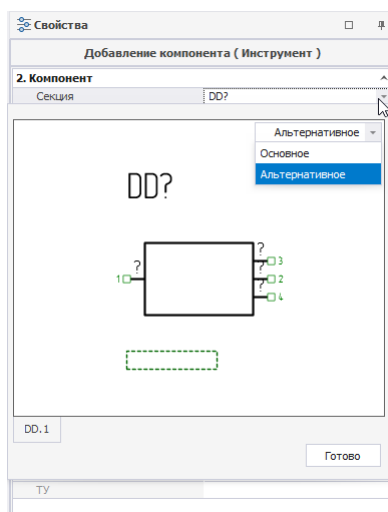 Свойства
Добавление компонента ( Инструмент )
2. Компонент
Секция DD?
Альтернативное
Основное
Альтернативное
DD?
?
?
1
3
?
2
?
4
DD.1
Готово
ТУ